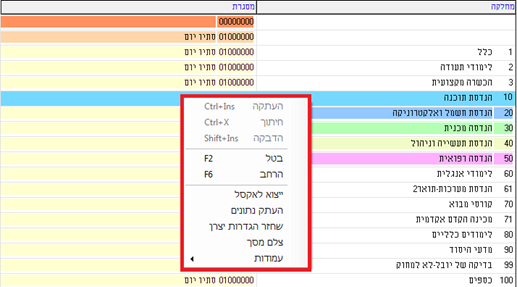 מחלקה מסגרת
00000000
01000000 סתיו יום
1 כלל 01000000 סתיו יום
2 לימודי תעודה 01000000 סתיו יום
3 הכשרה מקצועית 01000000 סתיו יום
10 הנדסת תוכנה
20 הנדסת חשמל ואלקטרוניקה
30 הנדסה מכנית
40 הנדסת תעשייה וניהול
50 הנדסה רפואית
60 לימודי אנגלית
61 הנדסת מערכות-תואר2
70 קורסי מבוא
71 מכינה הקדם אקדמית
80 לימודים כלליים
90 מדעי היסוד
99 בדיקה של יובל-לא למחוק
100 כספים 01000000 סתיו יום
העתקה Ctrl+Ins
חיתוך Ctrl+X
הדבקה Shift+Ins
בטל F2
הרחב F6
ייצוא לאקסל
העתק נתונים
שחזר הגדרות יצרן
צלם מסך
עמודות